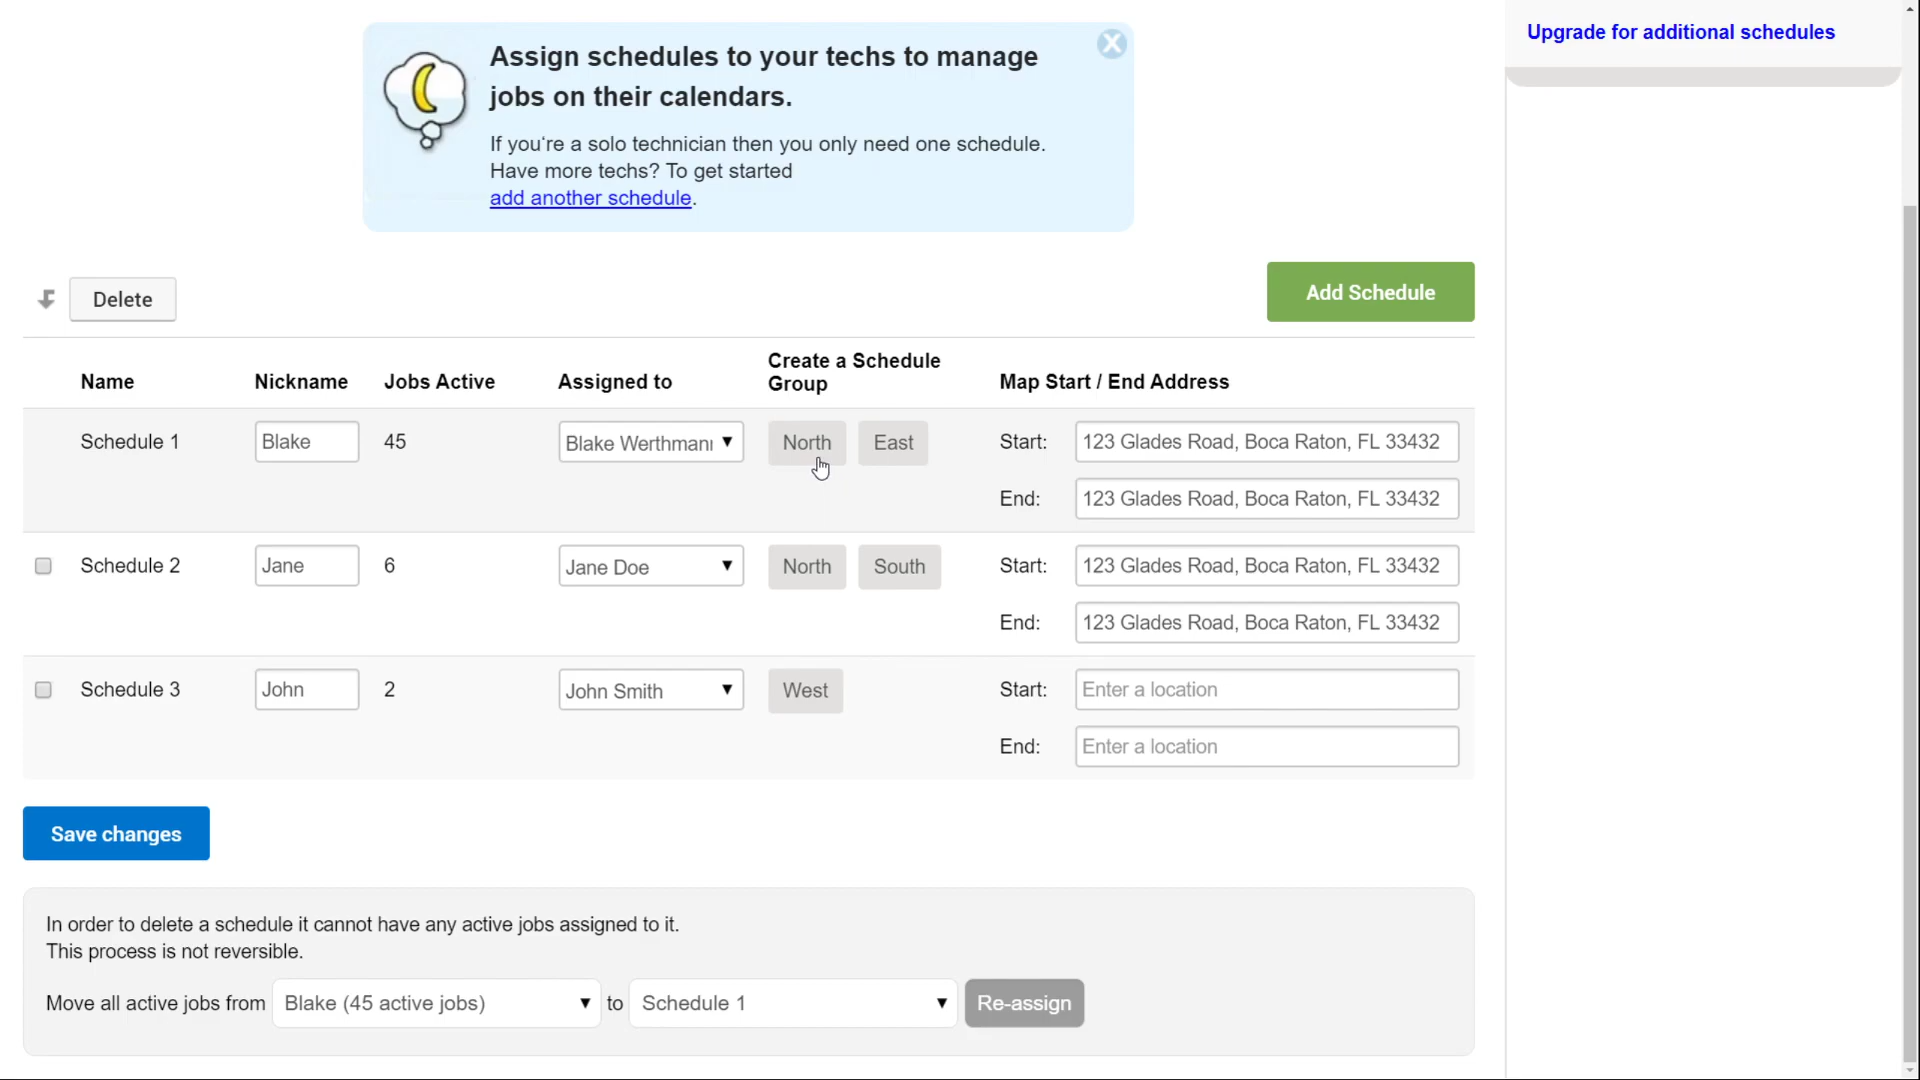 Upgrade for additional schedules
Assign schedules to your techs to manage
jobs on their calendars.
If you're a solo technician then you only need one schedule.
Have more techs? To get started
add another schedule.
Delete
Add Schedule
Name Nickname Jobs Active Assigned to Create a Schedule Group Map Start / End Address
Schedule 1 Blake 45 Blake Werthman North East Start: 123 Glades Road, Boca Raton, FL 33432
End: 123 Glades Road, Boca Raton, FL 33432
Schedule 2 Jane 6 Jane Doe North South Start: 123 Glades Road, Boca Raton, FL 33432
End: 123 Glades Road, Boca Raton, FL 33432
Schedule 3 John 2 John Smith West Start: Enter a location
End: Enter a location
Save changes
In order to delete a schedule it cannot have any active jobs assigned to it.
This process is not reversible.
Move all active jobs from Blake (45 active jobs) to Schedule 1 Re-assign